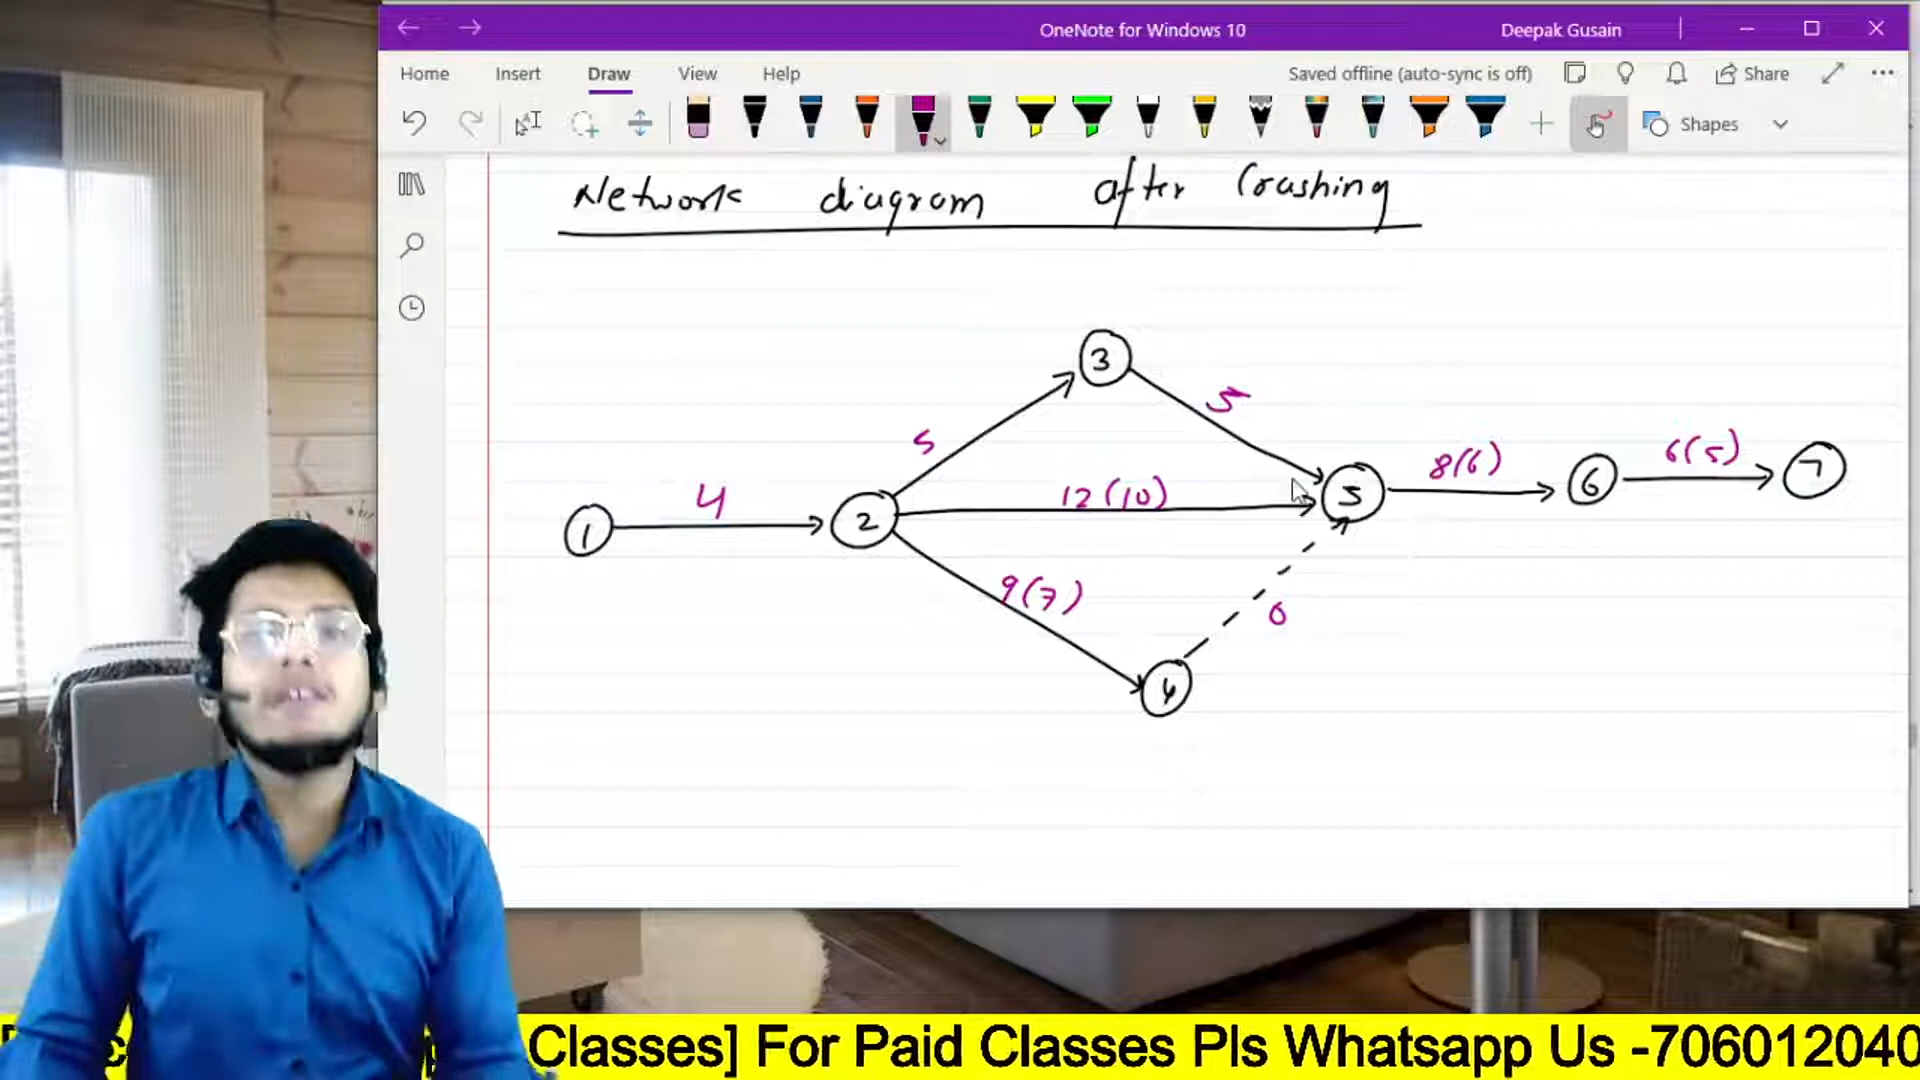 OneNote for Windows 10
Deepak Gusain
Home Insert Draw View Help
Saved offline (auto-sync is off)
Share
Shapes
Network diagram after Crashing
3
5
5
8(6)
6(5)
12(10)
4
1
2
5
6
7
9(7)
0
4
Classes] For Paid Classes Pls Whatsapp Us -706012040